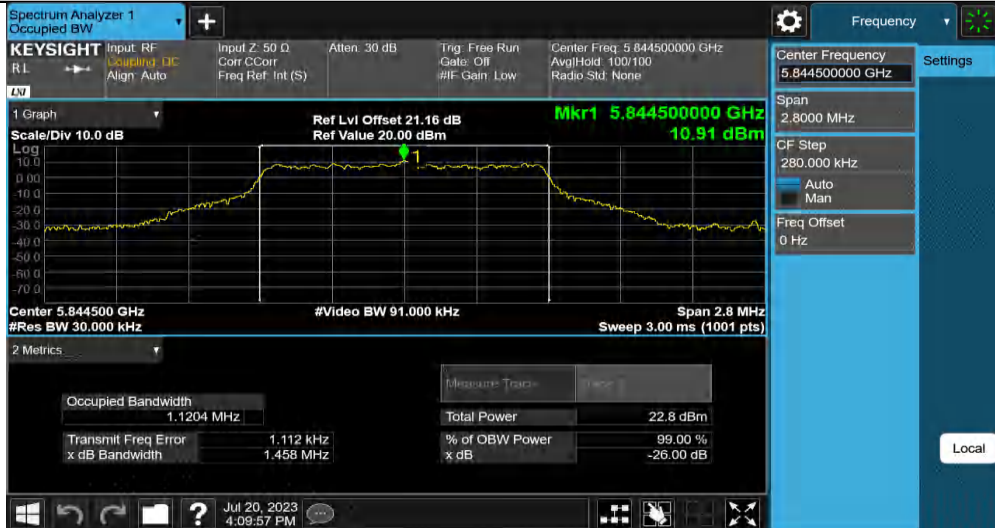 Spectrum Analyzer 1
Occupied BW
+
Frequency
KEYSIGHT
RL
LXI
Input: RF
Coupling: DC
Align: Auto
Input Z: 50 Ω
Corr CCorr
Freq Ref: Int (S)
Atten: 30 dB
Trig: Free Run
Gate: Off
#IF Gain: Low
Center Freq: 5.844500000 GHz
Avg|Hold: 100/100
Radio Std: None
Center Frequency
5.844500000 GHz
Settings
Span
2.8000 MHz
CF Step
280.000 kHz
Auto
Man
Freq Offset
0 Hz
1 Graph
Scale/Div 10.0 dB
Ref Lvl Offset 21.16 dB
Ref Value 20.00 dBm
Mkr1 5.844500000 GHz
10.91 dBm
Log
10.0
0.00
-10.0
-20.0
-30.0
-40.0
-50.0
-60.0
-70.0
1
Center 5.844500 GHz
#Res BW 30.000 kHz
#Video BW 91.000 kHz
Span 2.8 MHz
Sweep 3.00 ms (1001 pts)
2 Metrics
Measure Trace
Trace 1
Occupied Bandwidth
1.1204 MHz
Total Power 22.8 dBm
Transmit Freq Error 1.112 kHz
% of OBW Power 99.00 %
x dB Bandwidth 1.458 MHz
x dB -26.00 dB
Local
?
Jul 20, 2023
4:09:57 PM